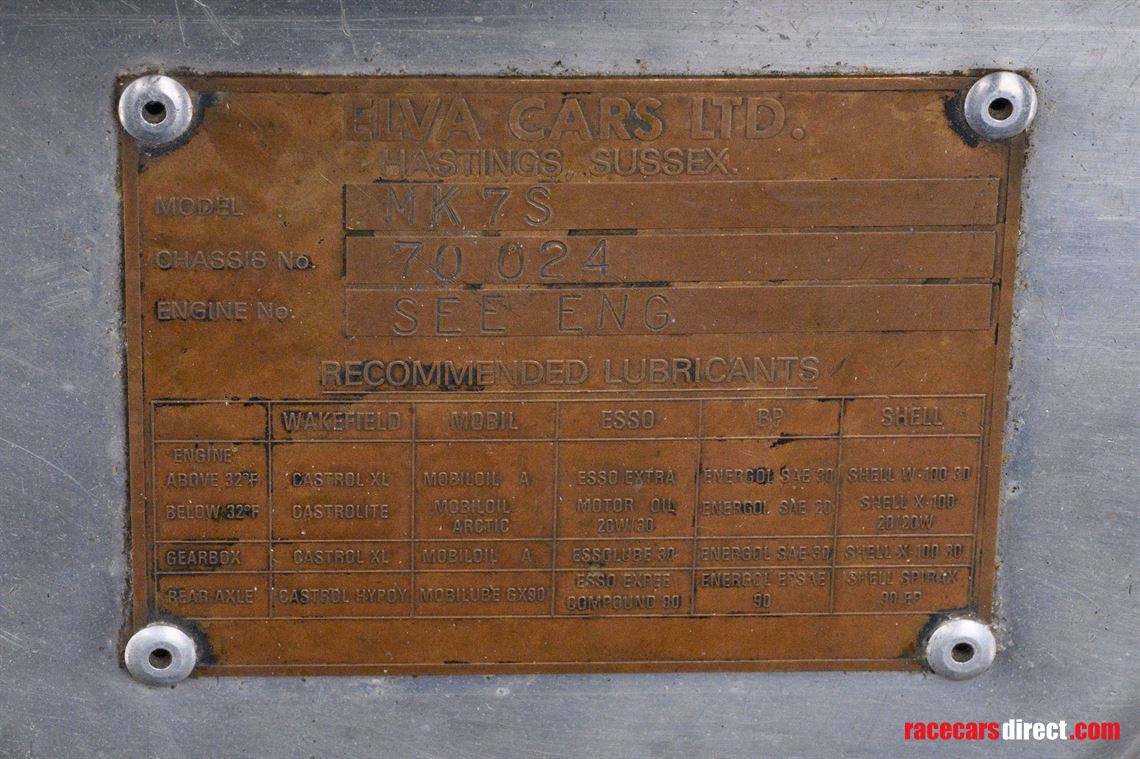 ELVA CARS LTD.
HASTINGS, SUSSEX.
MODEL MK7S
CHASSIS No. 70 024
ENGINE No. SEE ENG
RECOMMENDED LUBRICANTS
WAKEFIELD MOBIL ESSO BP SHELL
ENGINE
ABOVE 32°F CASTROL XL MOBILOIL A ESSO EXTRA ENERGOL SAE 30 SHELL W-100 30
BELOW 32°F CASTROLITE MOBILOIL ARCTIC MOTOR OIL 20W/30 ENERGOL SAE 20 SHELL X-100 20/20W
GEARBOX CASTROL XL MOBILOIL A ESSOLUBE 30 ENERGOL SAE-30 SHELL X-100 30
REAR AXLE CASTROL HYPOY MOBILUBE GX90 ESSO EXPEE COMPOUND 90 ENERGOL EPSAE 90 SHELL SPIRAX 90 EP
racecarsdirect.com